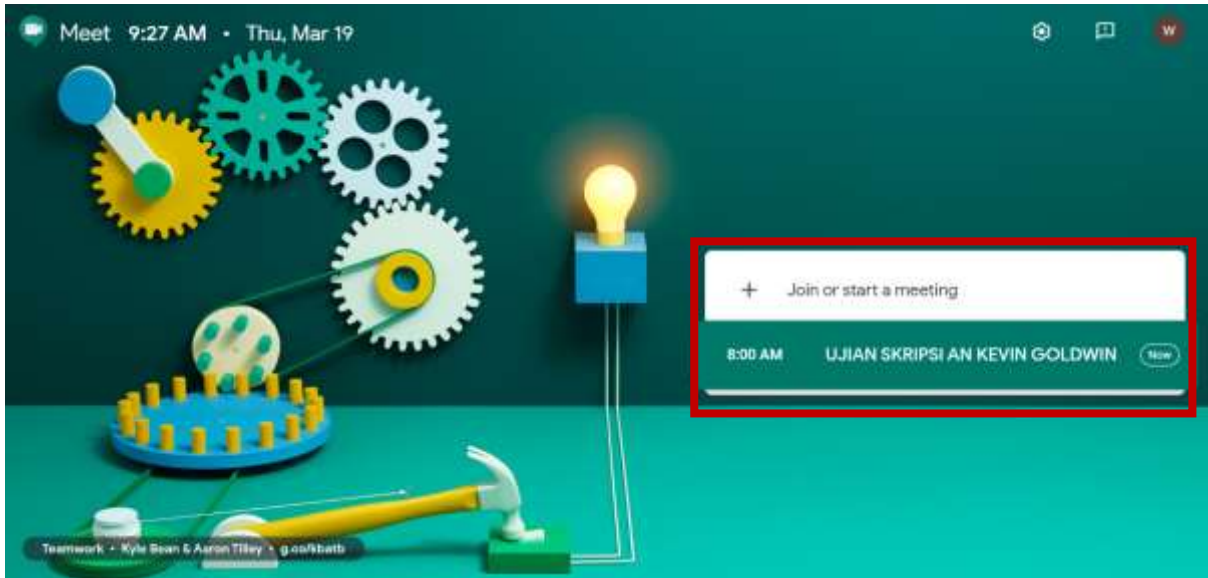 Meet 9:27 AM • Thu, Mar 19
W
Join or start a meeting
8:00 AM UJIAN SKRIPSI AN KEVIN GOLDWIN Now
Teamwork • Kyle Bean & Aaron Tilley • g.co/kbatb